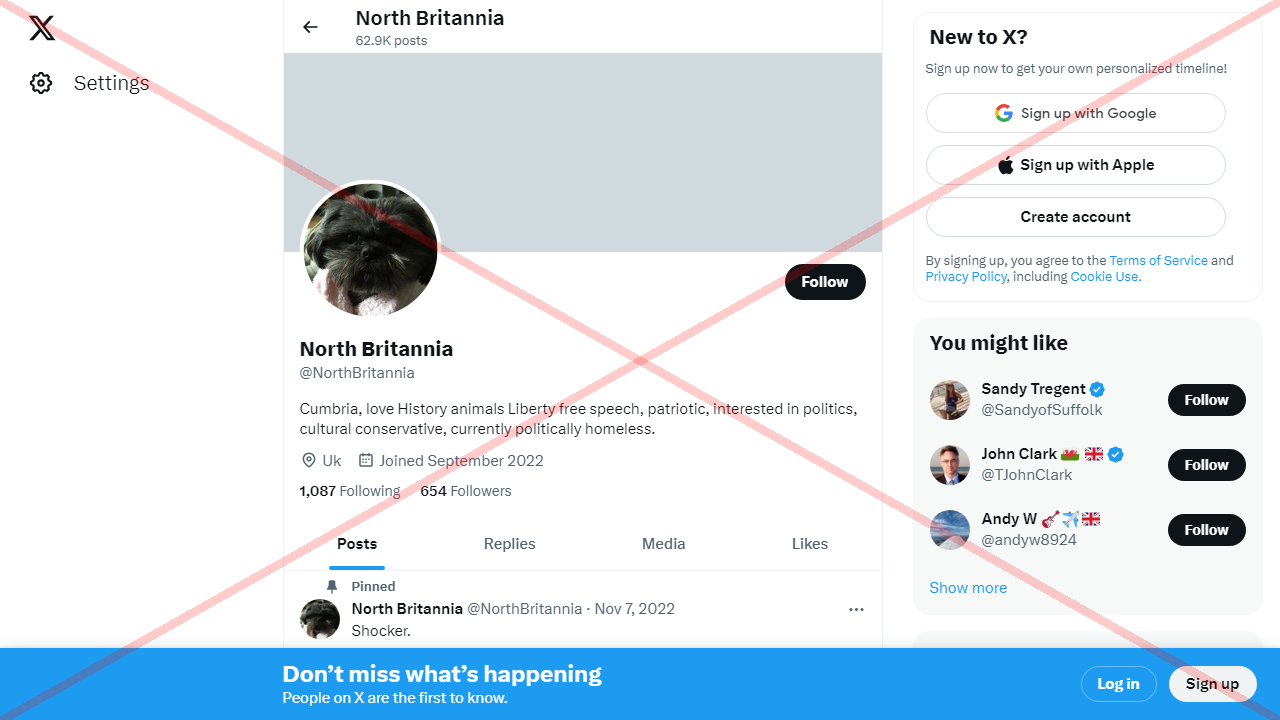 Settings
North Britannia
62.9K posts
Follow
North Britannia
@NorthBritannia
Cumbria, love History animals Liberty free speech, patriotic, interested in politics,
cultural conservative, currently politically homeless.
Uk Joined September 2022
1,087 Following 654 Followers
Posts Replies Media Likes
Pinned
North Britannia @NorthBritannia · Nov 7, 2022
Shocker.
New to X?
Sign up now to get your own personalized timeline!
Sign up with Google
Sign up with Apple
Create account
By signing up, you agree to the Terms of Service and
Privacy Policy, including Cookie Use.
You might like
Sandy Tregent
@SandyofSuffolk
Follow
John Clark 🏴󠁧󠁢󠁷󠁬󠁳󠁿 🇬🇧
@TJohnClark
Follow
Andy W 🎸✈️🇬🇧
@andyw8924
Follow
Show more
Don’t miss what’s happening
People on X are the first to know.
Log in
Sign up